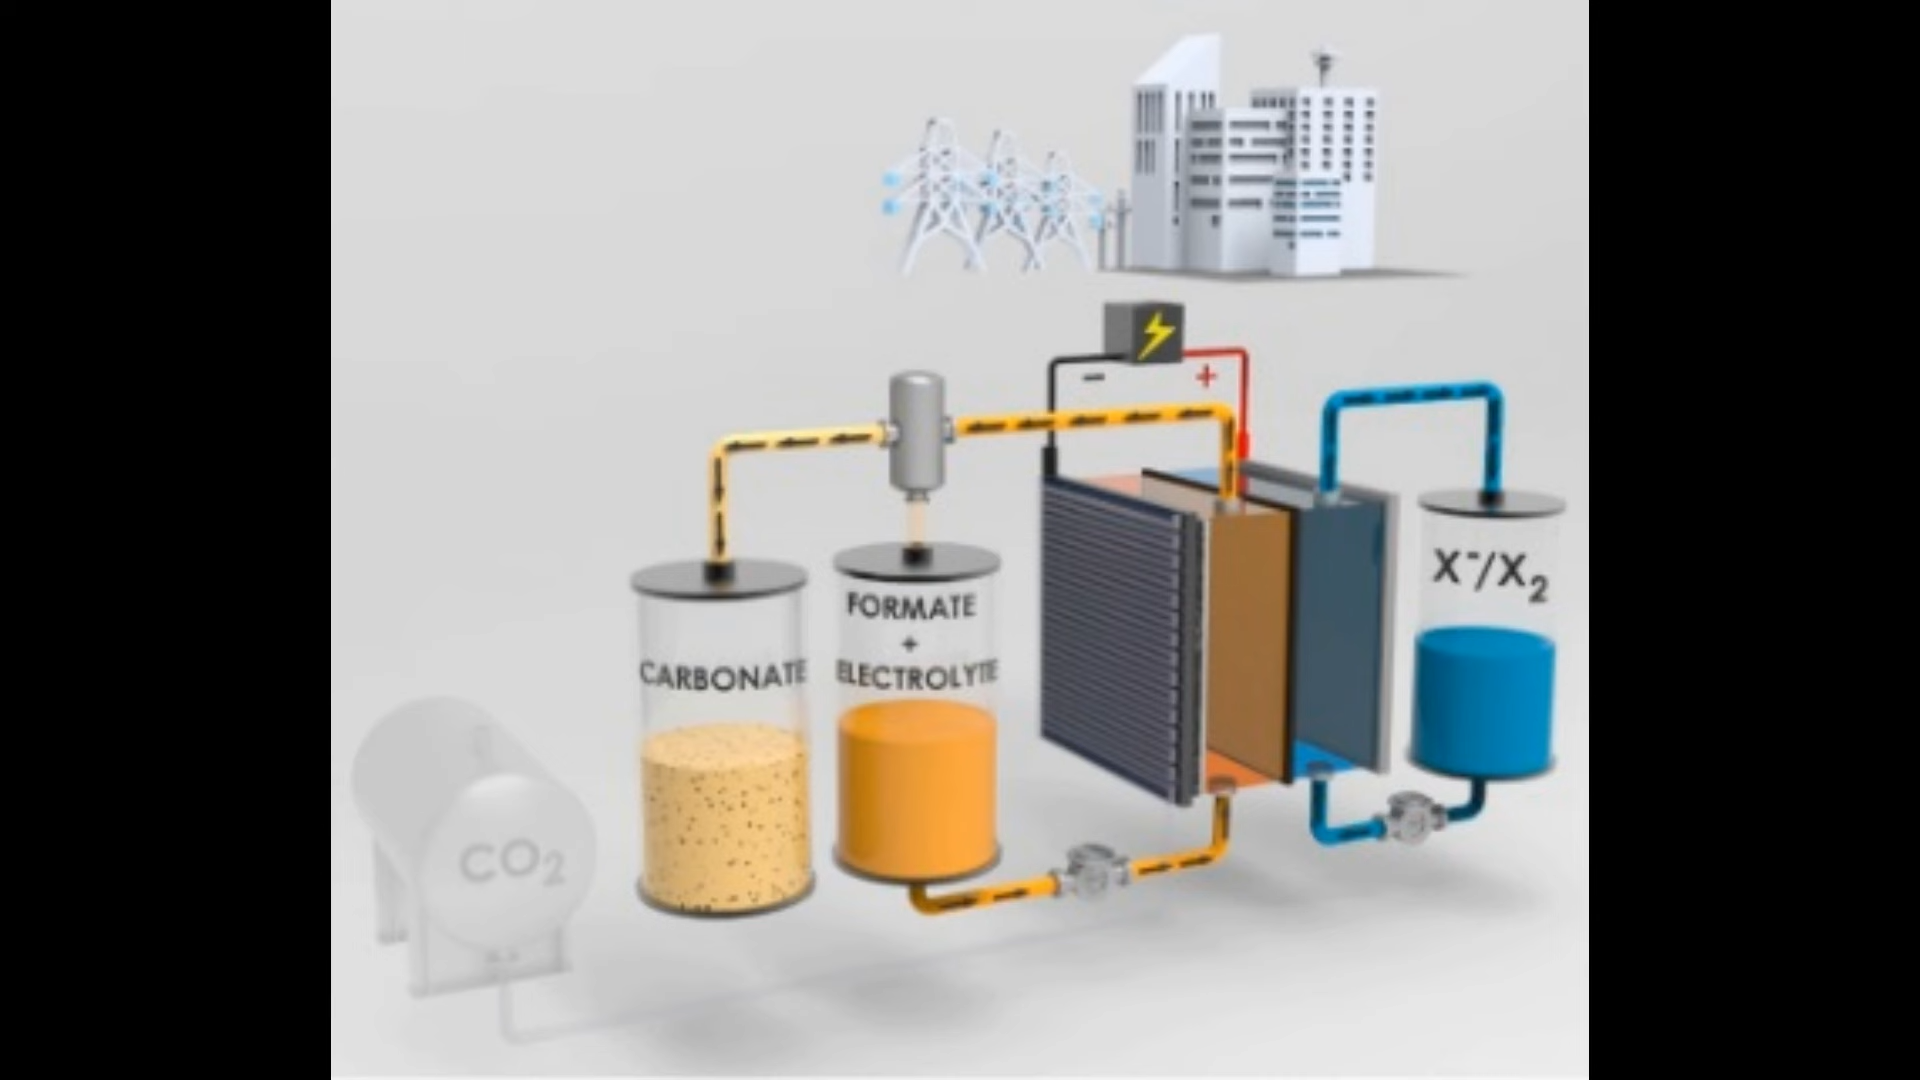 −
+
X⁻/X₂
FORMATE
+
ELECTROLYTE
CARBONATE
CO₂